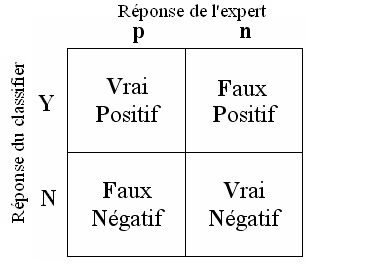 Réponse de l'expert
p n
Réponse du classifier
Y
Vrai
Positif
Faux
Positif
N
Faux
Négatif
Vrai
Négatif